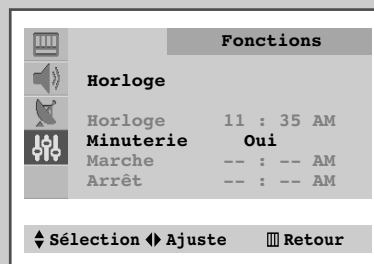 Fonctions
Horloge
Horloge 11 : 35 AM
Minuterie Oui
Marche -- : -- AM
Arrêt -- : -- AM
Sélection Ajuste Retour